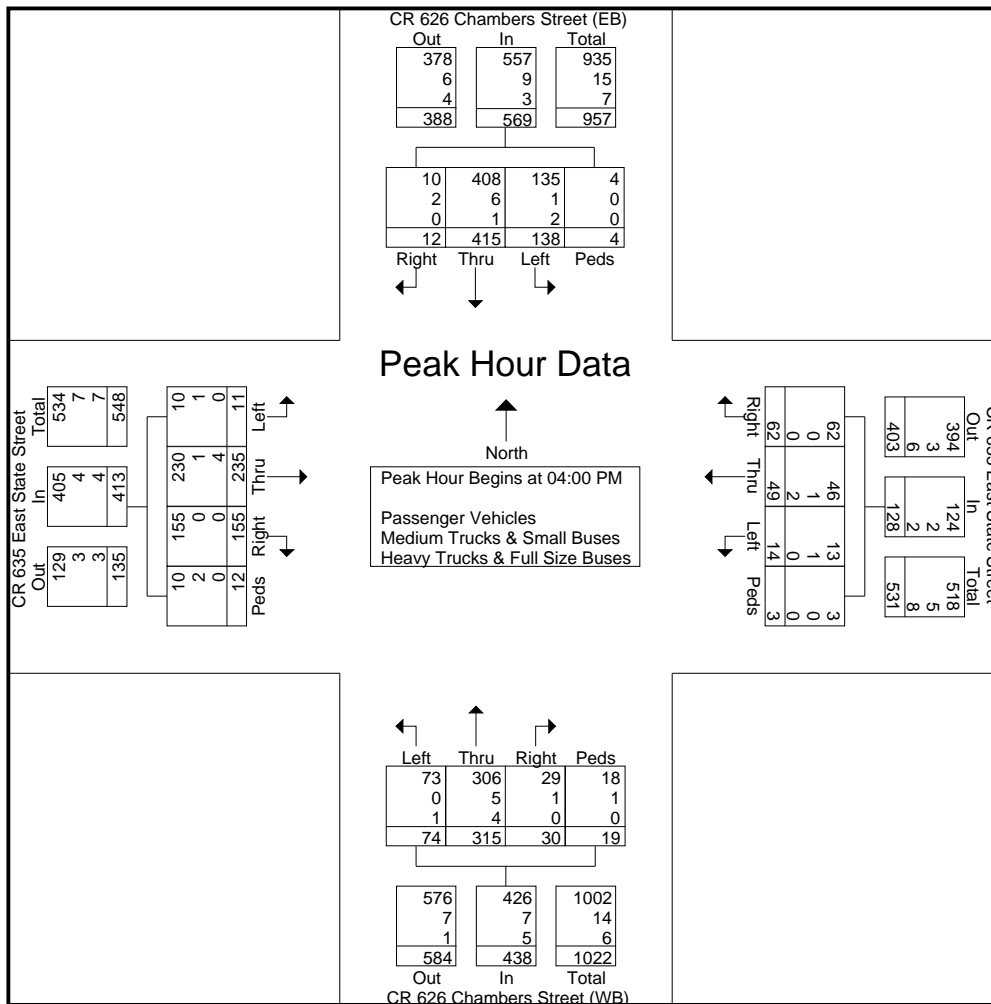 CR 626 Chambers Street (EB)
Out In Total
378 557 935
6 9 15
4 3 7
388 569 957
10 408 135 4
2 6 1 0
0 1 2 0
12 415 138 4
Right Thru Left Peds
CR 635 East State Street
Out In Total
129 405 534
3 4 7
3 4 7
135 413 548
10 155 230 10
2 0 1 1
0 0 4 0
12 155 235 11
Peds Right Thru Left
Peak Hour Data
North
Peak Hour Begins at 04:00 PM
Passenger Vehicles
Medium Trucks & Small Buses
Heavy Trucks & Full Size Buses
CR 635 East State Street
Out In Total
394 124 518
3 2 5
6 2 8
403 128 531
62 46 13 3
0 1 1 0
0 2 0 0
62 49 14 3
Right Thru Left Peds
Left Thru Right Peds
73 306 29 18
0 5 1 1
1 4 0 0
74 315 30 19
576 426 1002
7 7 14
1 5 6
584 438 1022
Out In Total
CR 626 Chambers Street (WB)